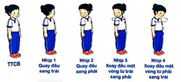 TTCB
Nhịp 1
Quay đầu
sang trái
Nhịp 2
Quay đầu
sang phải
Nhịp 3
Xoay đầu một
vòng từ trái
sang phải
Nhịp 4
Xoay đầu một
vòng từ phải
sang trái